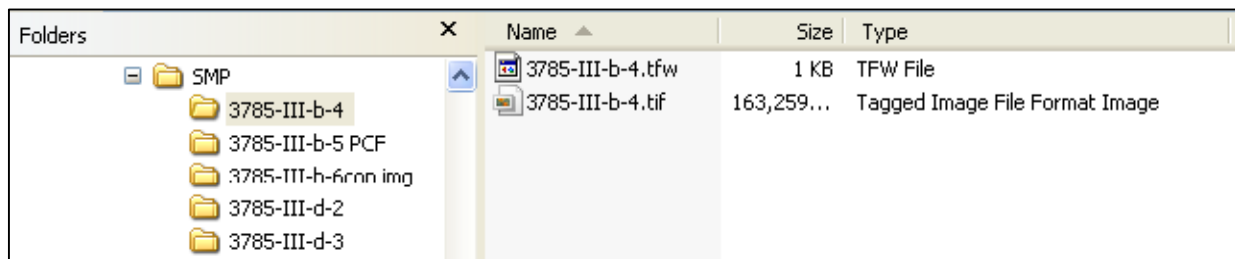 Folders
SMP
3785-III-b-4
3785-III-b-5 PCF
3785-III-b-6con img
3785-III-d-2
3785-III-d-3
Name Size Type
3785-III-b-4.tfw 1 KB TFW File
3785-III-b-4.tif 163,259... Tagged Image File Format Image